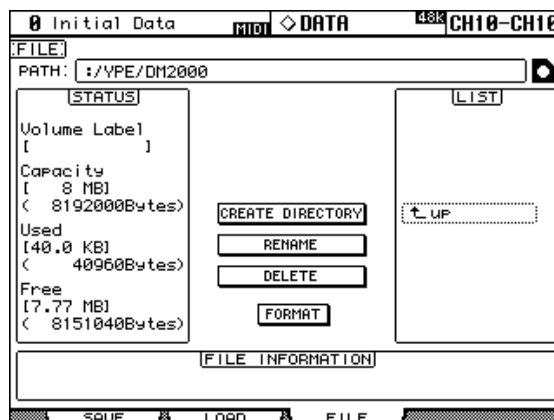 0 Initial Data MIDI ◇DATA 48K CH10-CH10
FILE
PATH: :/YPE/DM2000
STATUS
Volume Label
[ ]
Capacity
[ 8 MB]
( 8192000Bytes)
Used
[40.0 KB]
( 40960Bytes)
Free
[7.77 MB]
( 8151040Bytes)
CREATE DIRECTORY
RENAME
DELETE
FORMAT
LIST
UP
FILE INFORMATION
SAVE LOAD FILE